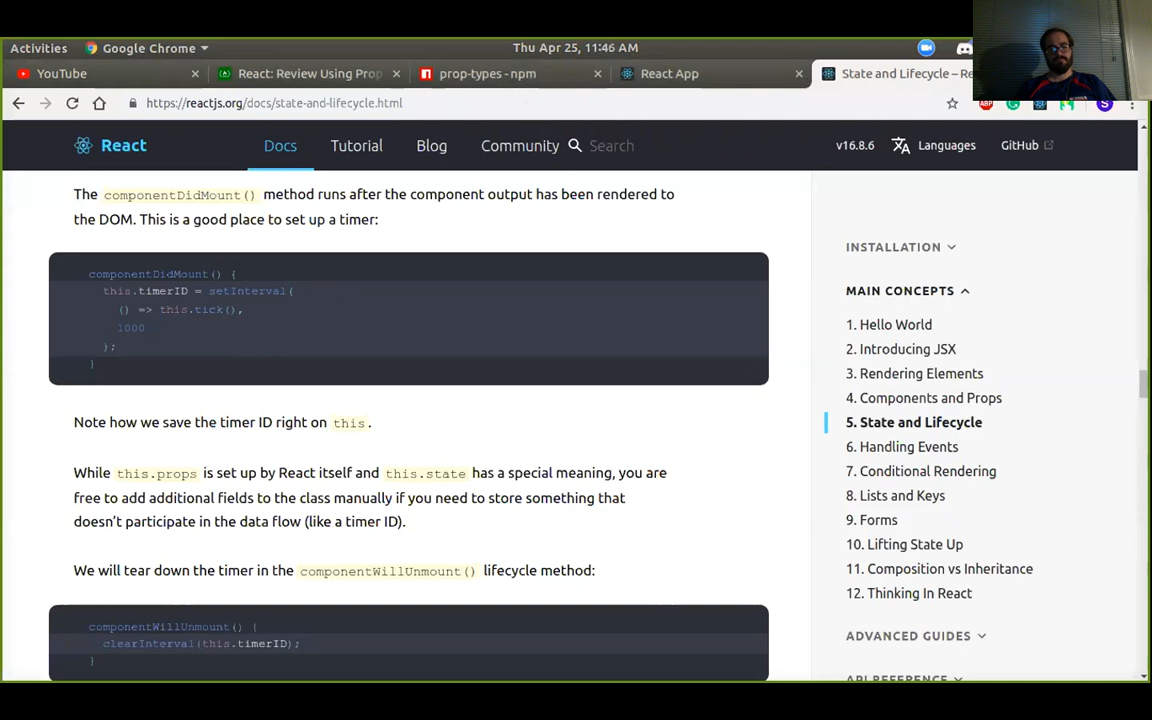 Activities
Google Chrome
Thu Apr 25, 11:46 AM
YouTube
React: Review Using Prop
prop-types - npm
React App
State and Lifecycle – Re
https://reactjs.org/docs/state-and-lifecycle.html
ABP
S
React
Docs
Tutorial
Blog
Community
Search
v16.8.6
Languages
GitHub
The componentDidMount() method runs after the component output has been rendered to
the DOM. This is a good place to set up a timer:
componentDidMount() {
this.timerID = setInterval(
() => this.tick(),
1000
);
}
Note how we save the timer ID right on this.
While this.props is set up by React itself and this.state has a special meaning, you are
free to add additional fields to the class manually if you need to store something that
doesn't participate in the data flow (like a timer ID).
We will tear down the timer in the componentWillUnmount() lifecycle method:
componentWillUnmount() {
clearInterval(this.timerID);
}
INSTALLATION
MAIN CONCEPTS
1. Hello World
2. Introducing JSX
3. Rendering Elements
4. Components and Props
5. State and Lifecycle
6. Handling Events
7. Conditional Rendering
8. Lists and Keys
9. Forms
10. Lifting State Up
11. Composition vs Inheritance
12. Thinking In React
ADVANCED GUIDES
API REFERENCE